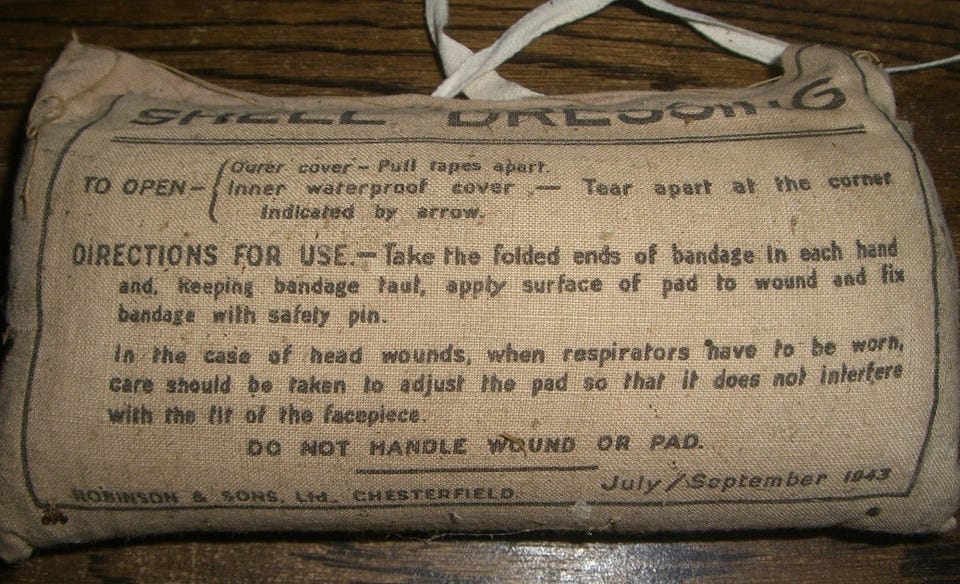 SHELL DRESSING
Outer cover – Pull tapes apart.
TO OPEN – Inner waterproof cover – Tear apart at the corner
indicated by arrow.
DIRECTIONS FOR USE.— Take the folded ends of bandage in each hand
and, keeping bandage taut, apply surface of pad to wound and fix
bandage with safety pin.
In the case of head wounds, when respirators have to be worn,
care should be taken to adjust the pad so that it does not interfere
with the fit of the facepiece.
DO NOT HANDLE WOUND OR PAD.
ROBINSON & SONS, Ltd., CHESTERFIELD.
July/September 1943